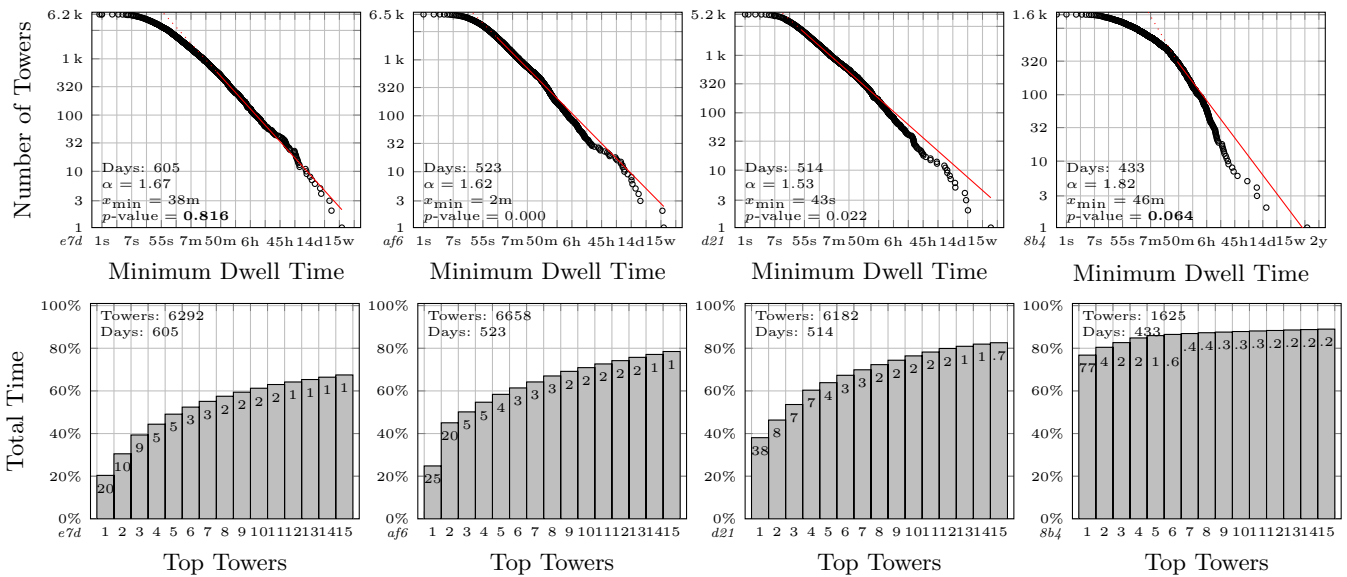 Number of Towers
6.2 k
1 k
320
100
32
10
3
1
Days: 605
α = 1.67
xmin = 38m
p-value = 0.816
e7d
1s 7s 55s 7m 50m 6h 45h 14d 15w
Minimum Dwell Time
6.5 k
1 k
320
100
32
10
3
1
Days: 523
α = 1.62
xmin = 2m
p-value = 0.000
af6
1s 7s 55s 7m 50m 6h 45h 14d 15w
Minimum Dwell Time
5.2 k
1 k
320
100
32
10
3
1
Days: 514
α = 1.53
xmin = 43s
p-value = 0.022
d21
1s 7s 55s 7m 50m 6h 45h 14d 15w
Minimum Dwell Time
1.6 k
320
100
32
10
3
1
Days: 433
α = 1.82
xmin = 46m
p-value = 0.064
8b4
1s 7s 55s 7m 50m 6h 45h 14d 15w 2y
Minimum Dwell Time
Total Time
100%
80%
60%
40%
20%
0%
Towers: 6292
Days: 605
20 10 9 5 5 3 3 2 2 2 2 1 1 1 1
e7d
1 2 3 4 5 6 7 8 9 10 11 12 13 14 15
Top Towers
100%
80%
60%
40%
20%
0%
Towers: 6658
Days: 523
25 20 5 5 4 3 3 3 2 2 2 2 2 1 1
af6
1 2 3 4 5 6 7 8 9 10 11 12 13 14 15
Top Towers
100%
80%
60%
40%
20%
0%
Towers: 6182
Days: 514
38 8 7 7 4 3 3 2 2 2 2 2 1 1 .7
d21
1 2 3 4 5 6 7 8 9 10 11 12 13 14 15
Top Towers
100%
80%
60%
40%
20%
0%
Towers: 1625
Days: 433
77 4 2 2 1 .6 .4 .4 .3 .3 .3 .2 .2 .2 .2
8b4
1 2 3 4 5 6 7 8 9 10 11 12 13 14 15
Top Towers